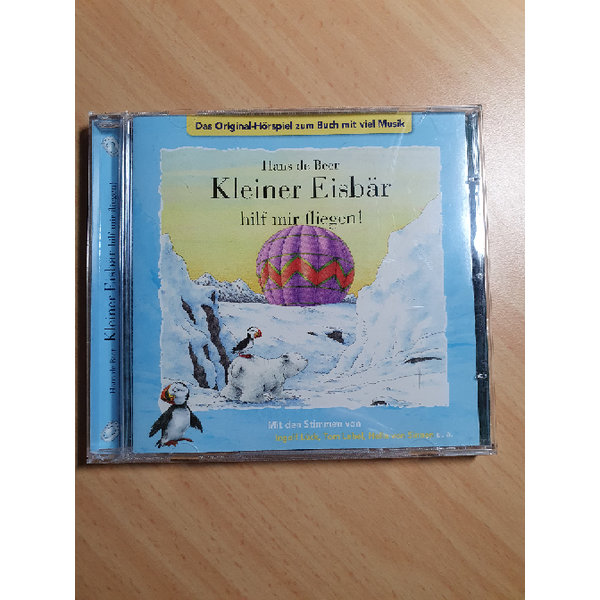 Das Original-Hörspiel zum Buch mit viel Musik
Hans de Beer
Kleiner Eisbär
hilf mir fliegen!
Mit den Stimmen von
u. a.
Hans de Beer Kleiner Eisbär hilf mir fliegen!